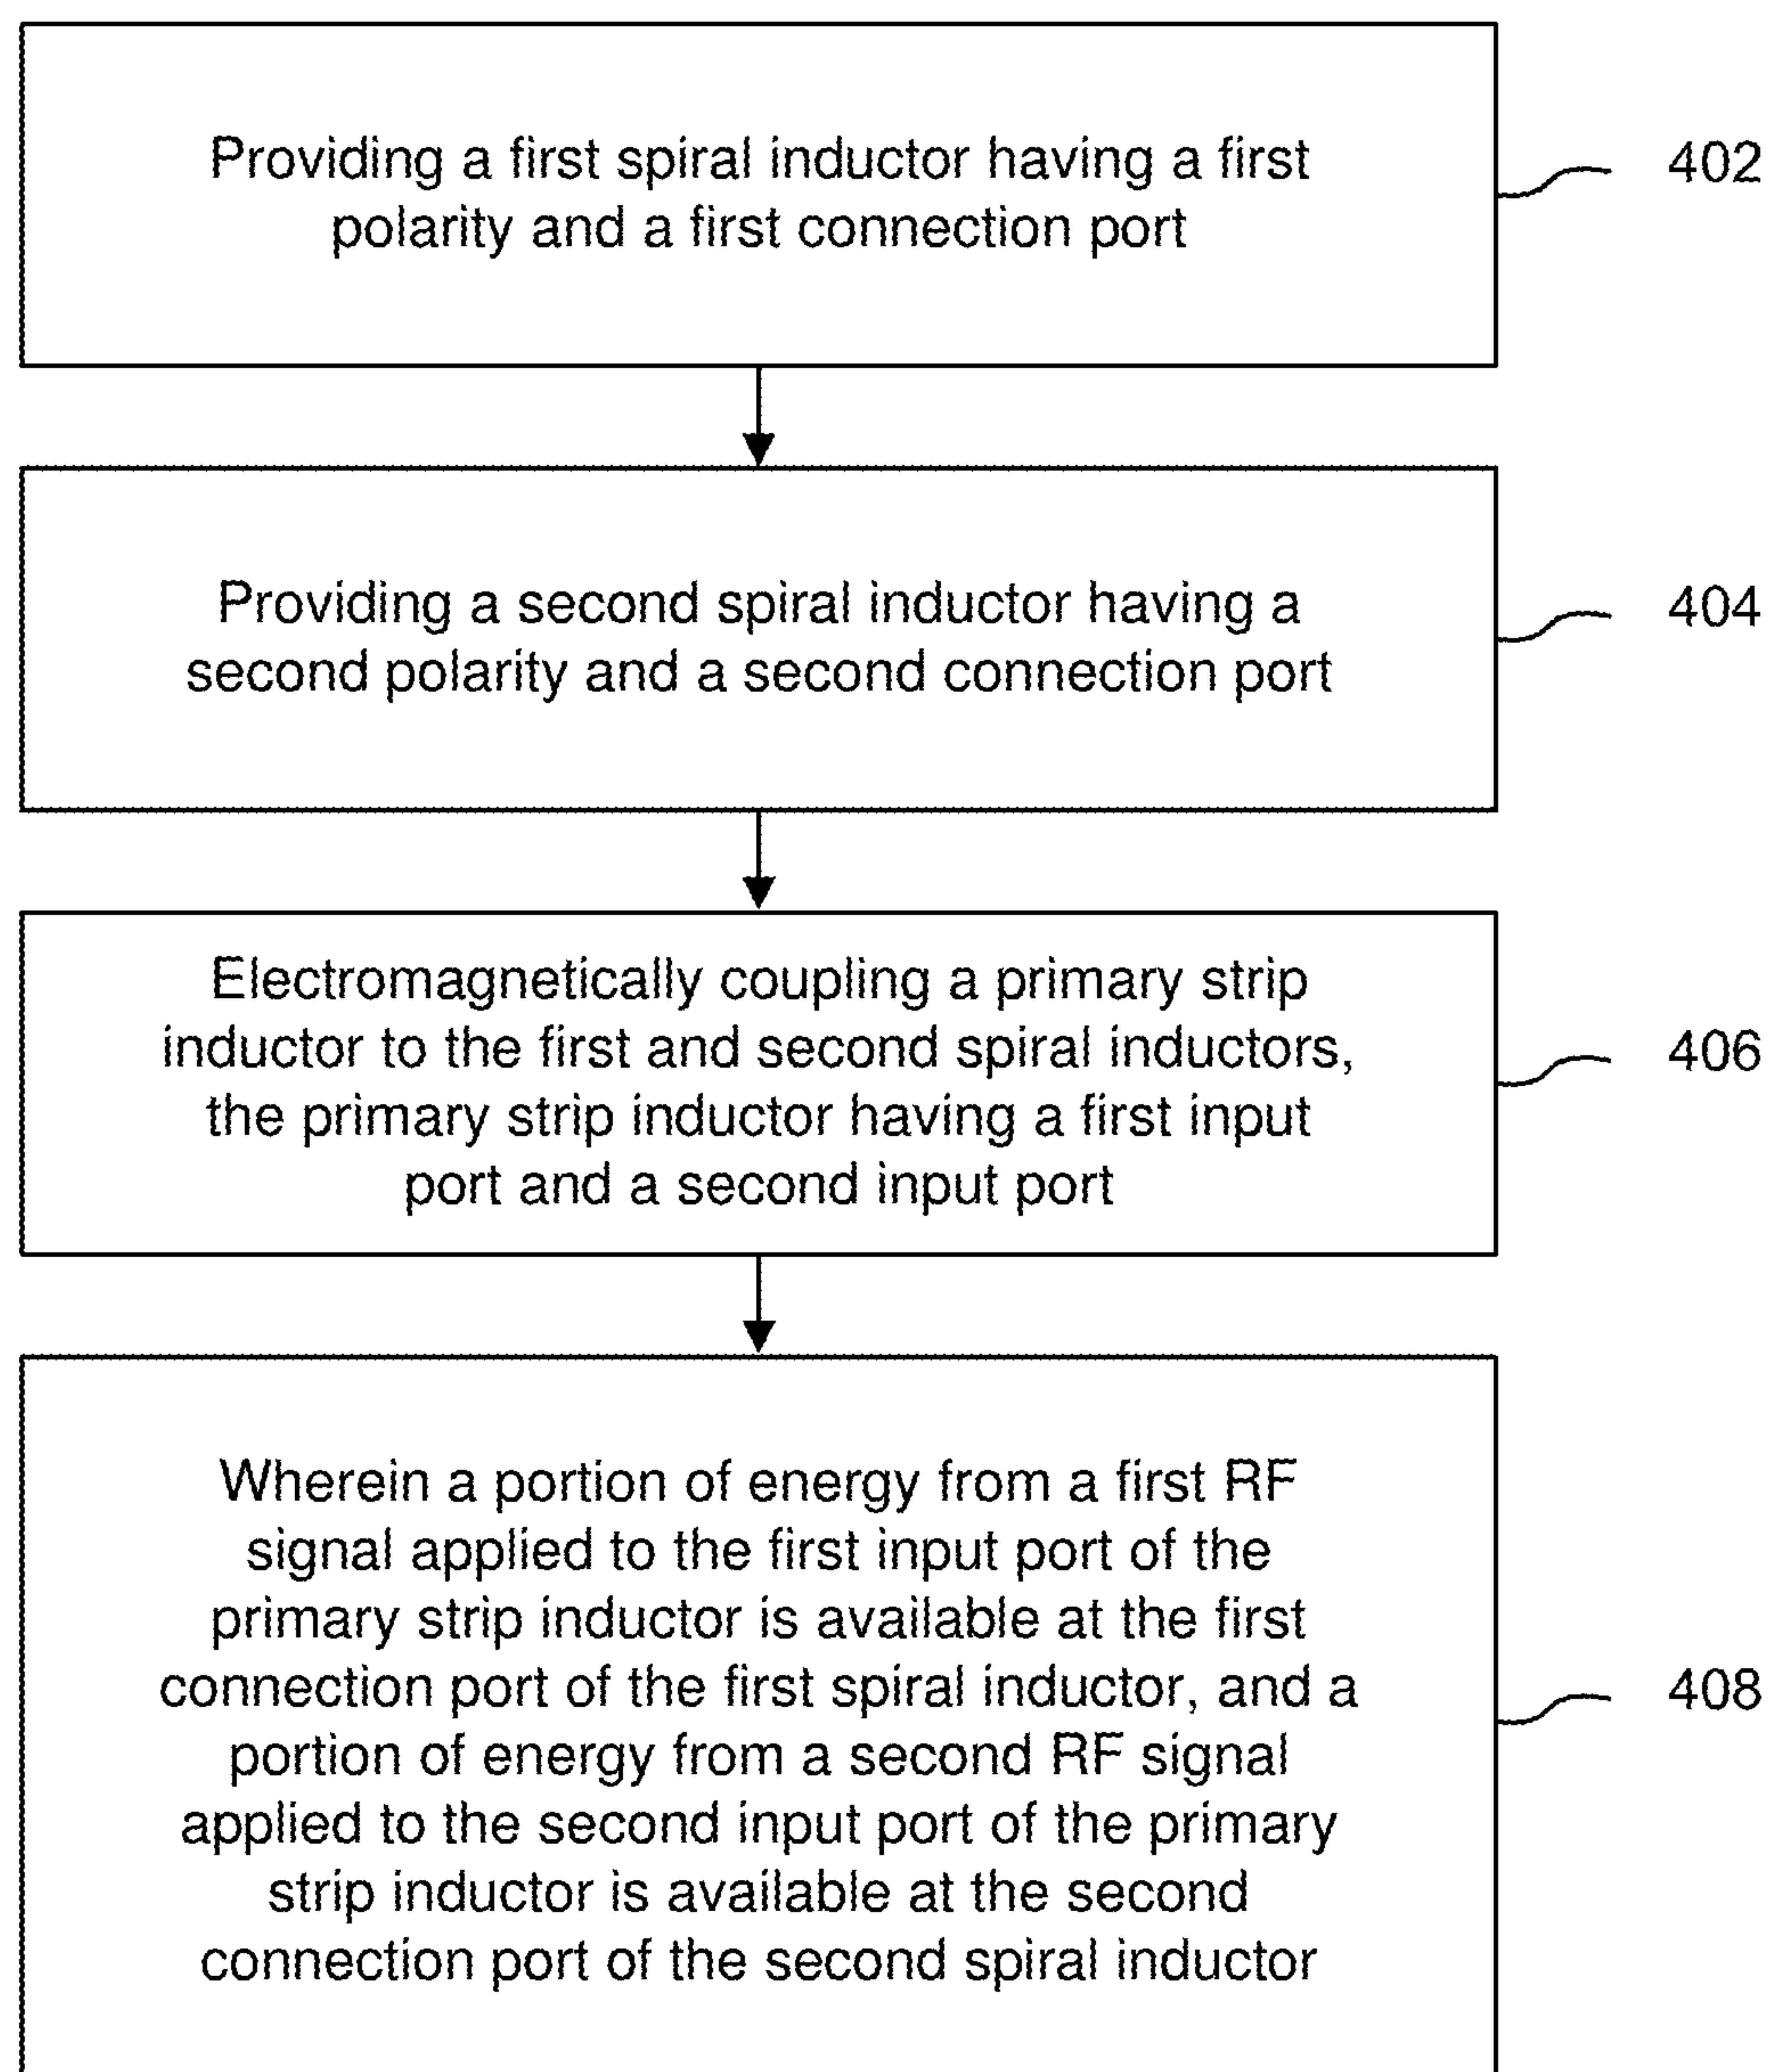 Providing a first spiral inductor having a first
polarity and a first connection port
402
Providing a second spiral inductor having a
second polarity and a second connection port
404
Electromagnetically coupling a primary strip
inductor to the first and second spiral inductors,
the primary strip inductor having a first input
port and a second input port
406
Wherein a portion of energy from a first RF
signal applied to the first input port of the
primary strip inductor is available at the first
connection port of the first spiral inductor, and a
portion of energy from a second RF signal
applied to the second input port of the primary
strip inductor is available at the second
connection port of the second spiral inductor
408